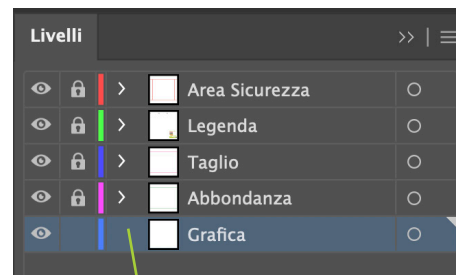 Livelli
Area Sicurezza
Legenda
Taglio
Abbondanza
Grafica